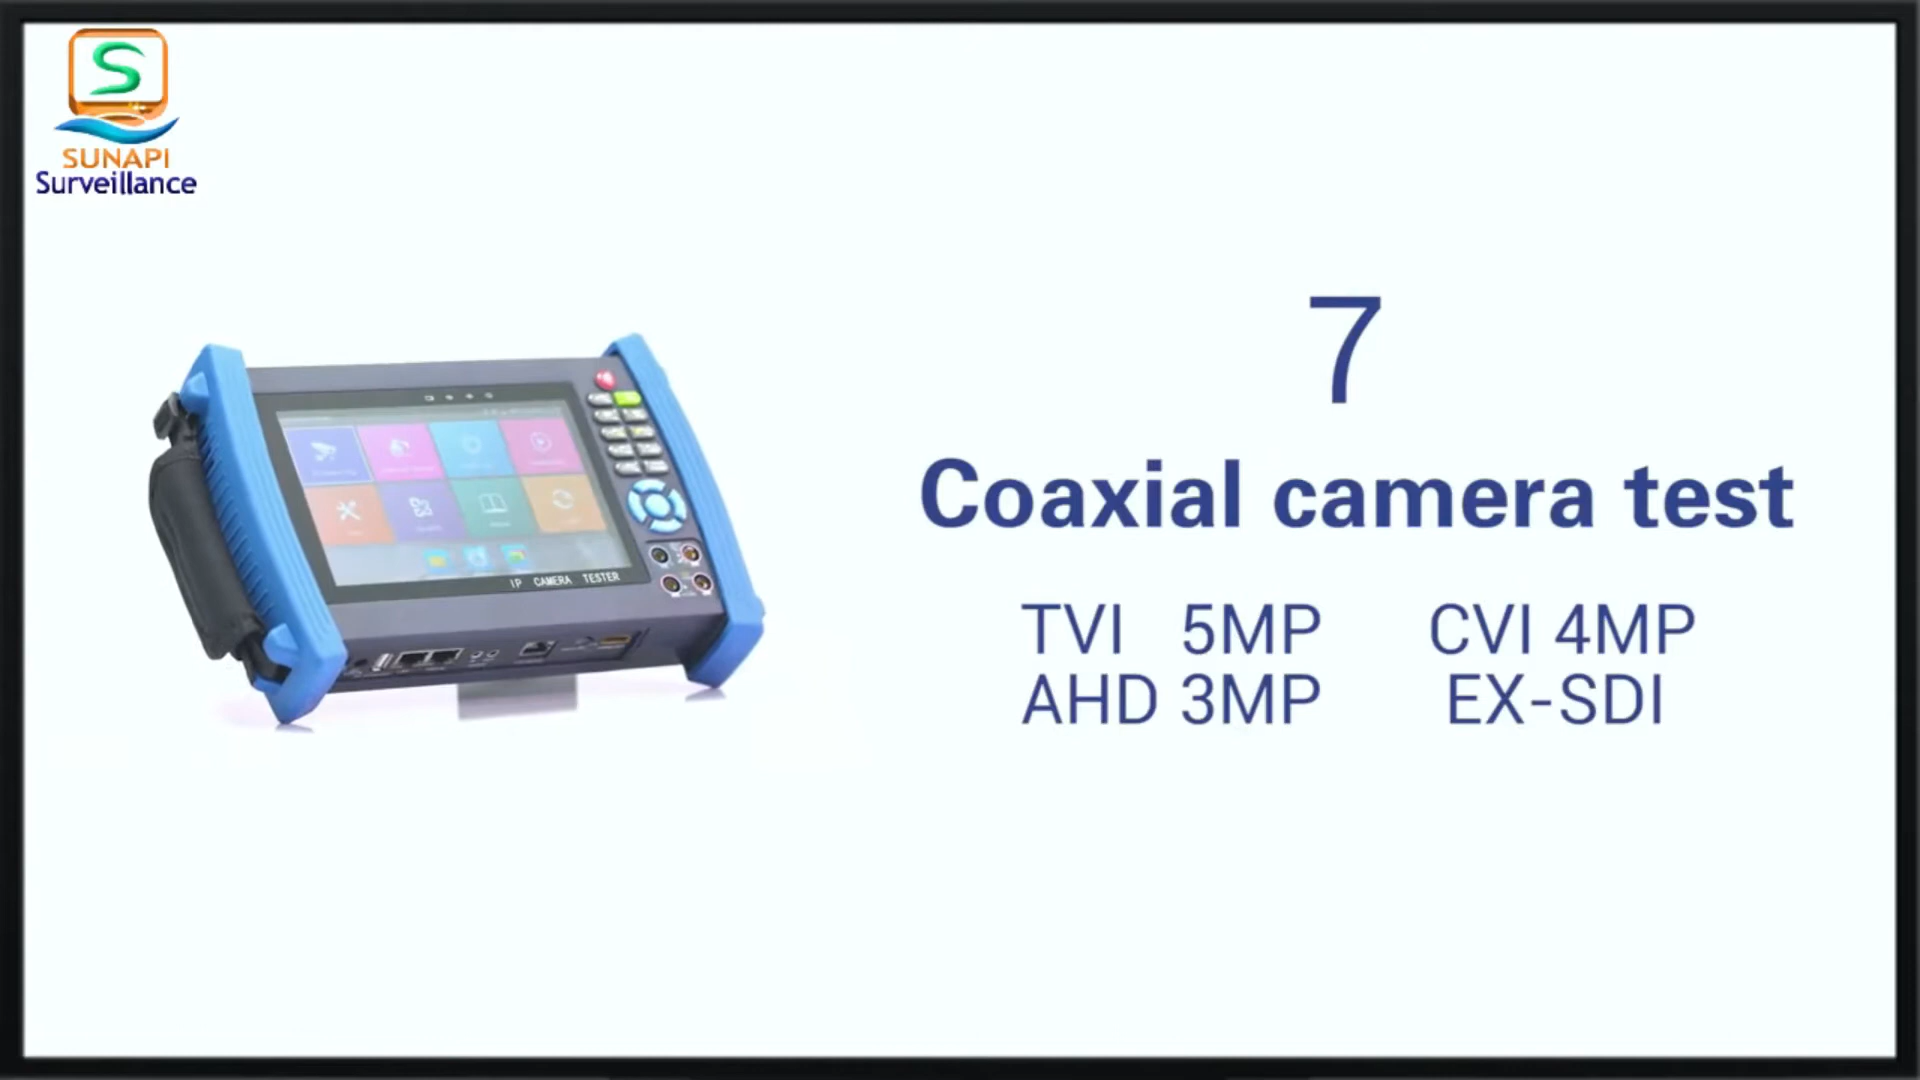 S
SUNAPI
Surveillance
7
Coaxial camera test
TVI 5MP CVI 4MP
AHD 3MP EX-SDI
IP CAMERA TESTER